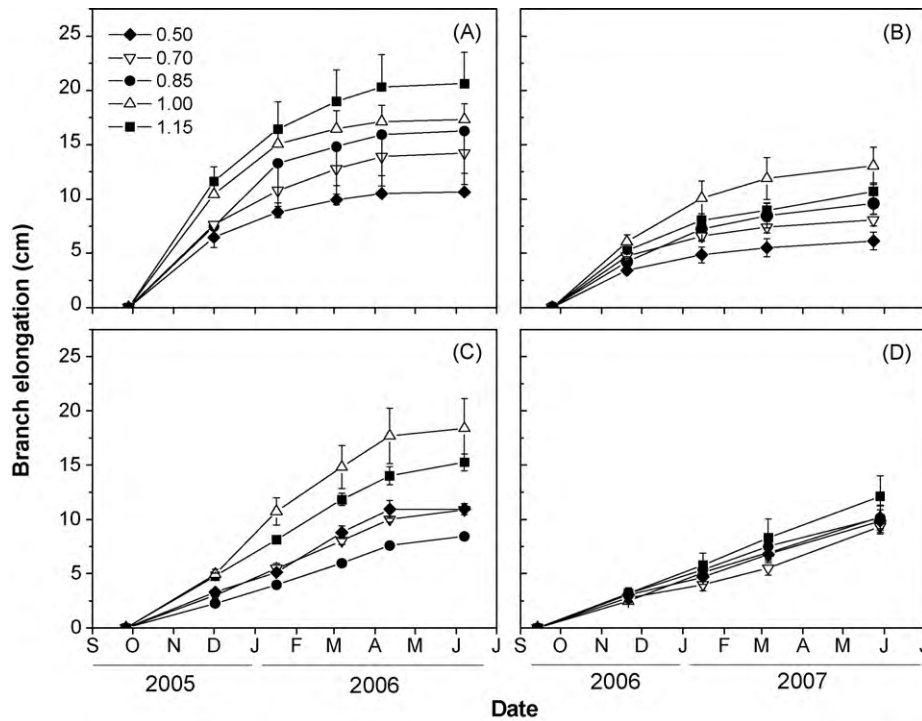 25
20
15
10
5
0
(A)
0.50
0.70
0.85
1.00
1.15
(B)
25
20
15
10
5
0
(C)
(D)
Branch elongation (cm)
S O N D J F M A M J J
S O N D J F M A M J J
2005 2006
2006 2007
Date